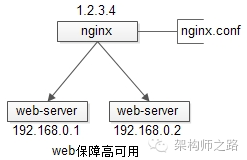 1.2.3.4
nginx
nginx.conf
web-server
web-server
192.168.0.1
192.168.0.2
web保障高可用
架构师之路